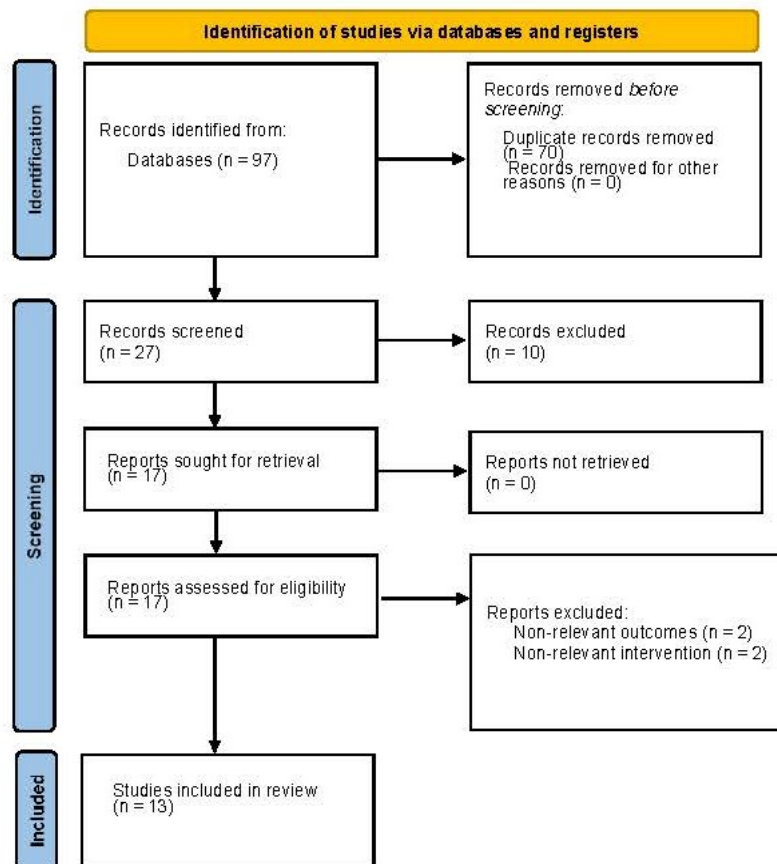 Identification of studies via databases and registers
Identification
Records identified from:
Databases (n = 97)
Records removed before
screening:
Duplicate records removed
(n = 70)
Records removed for other
reasons (n = 0)
Screening
Records screened
(n = 27)
Records excluded
(n = 10)
Reports sought for retrieval
(n = 17)
Reports not retrieved
(n = 0)
Reports assessed for eligibility
(n = 17)
Reports excluded:
Non-relevant outcomes (n = 2)
Non-relevant intervention (n = 2)
Included
Studies included in review
(n = 13)